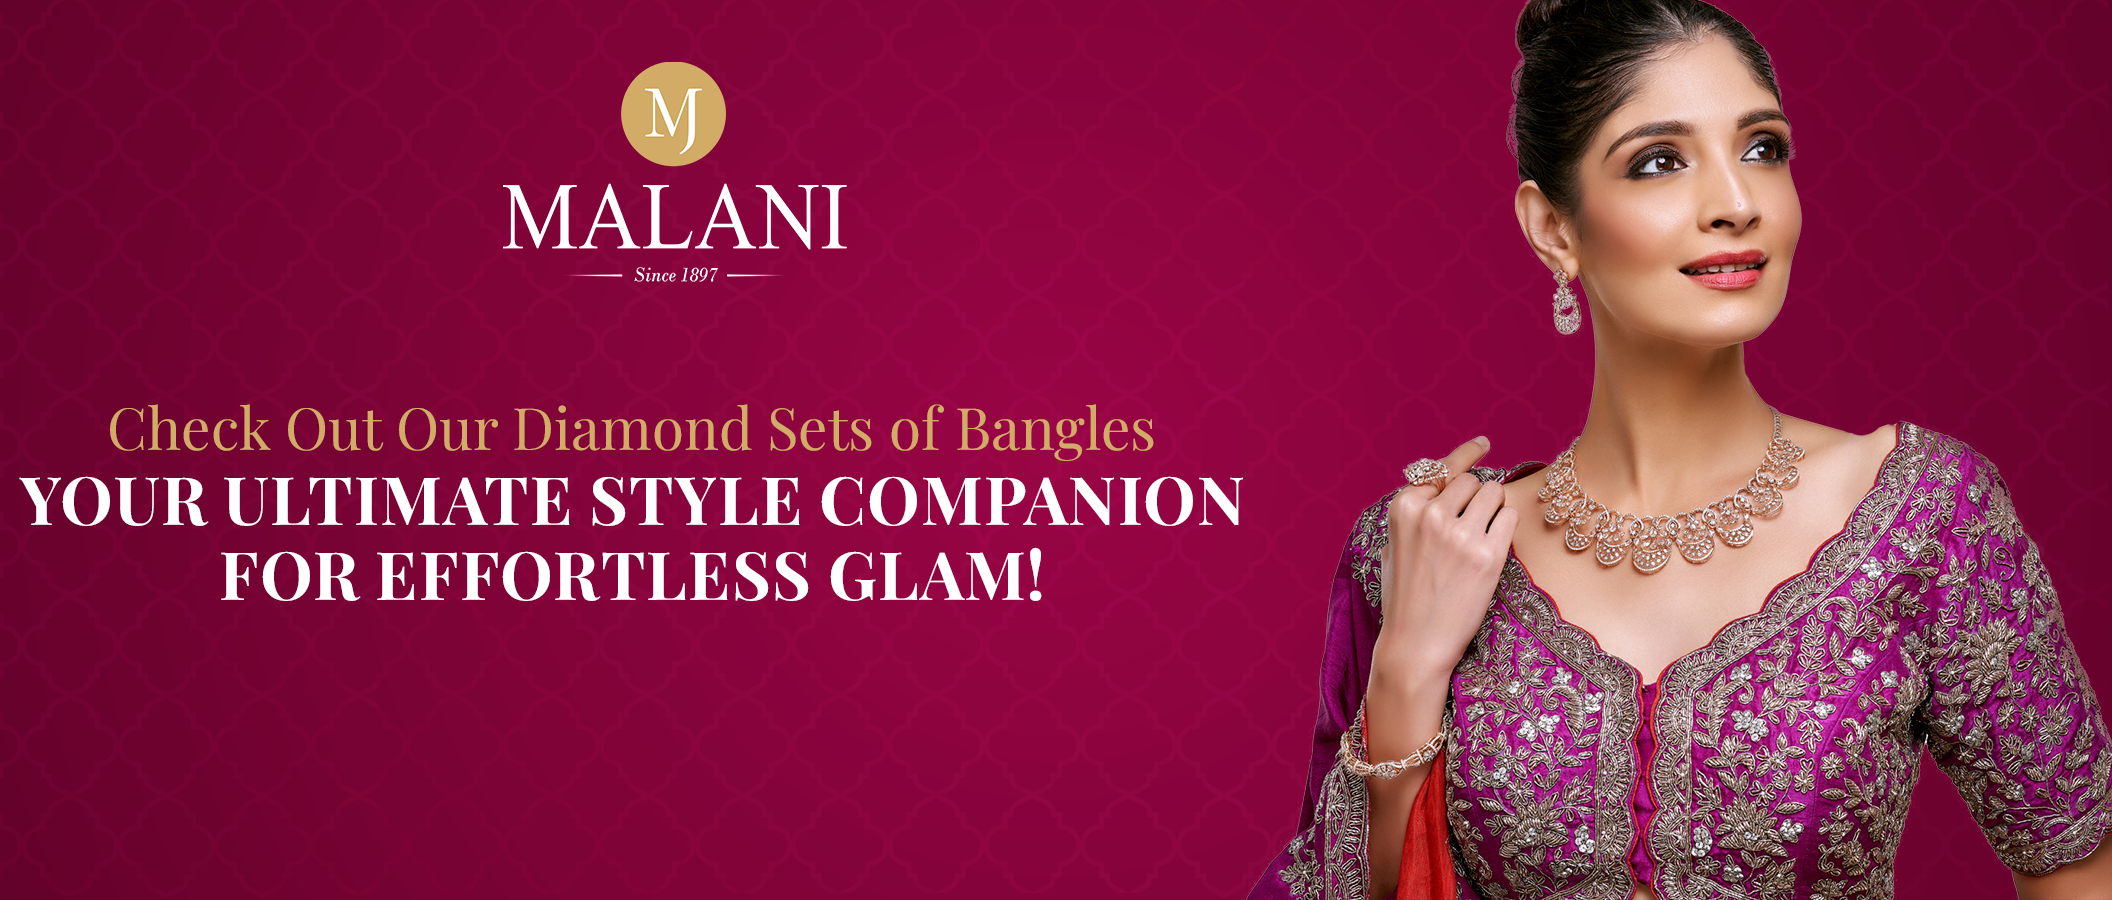 MJ
MALANI
Since 1897
Check Out Our Diamond Sets of Bangles
YOUR ULTIMATE STYLE COMPANION
FOR EFFORTLESS GLAM!